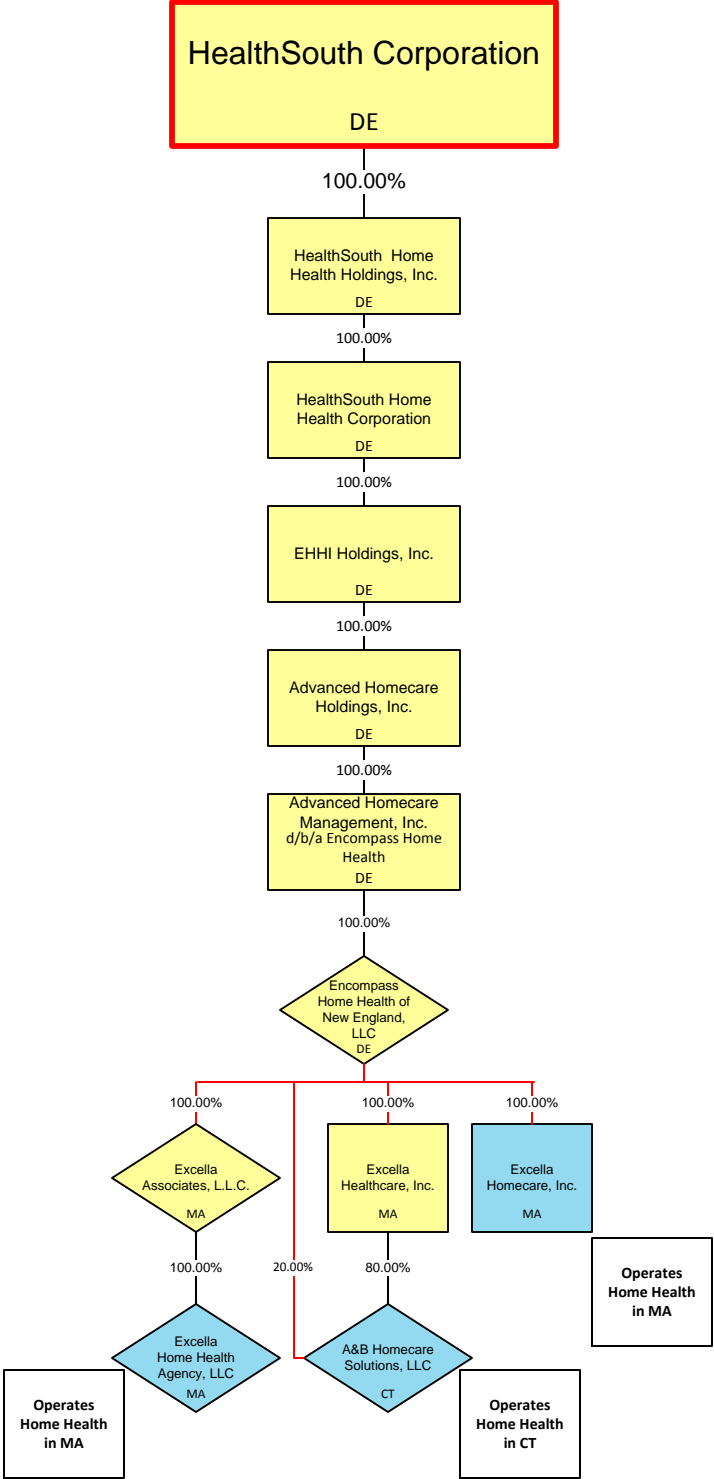 HealthSouth Corporation
DE
100.00%
HealthSouth Home
Health Holdings, Inc.
DE
100.00%
HealthSouth Home
Health Corporation
DE
100.00%
EHHI Holdings, Inc.
DE
100.00%
Advanced Homecare
Holdings, Inc.
DE
100.00%
Advanced Homecare
Management, Inc.
d/b/a Encompass Home
Health
DE
100.00%
Encompass
Home Health of
New England,
LLC
DE
100.00%
100.00%
100.00%
Excella
Associates, L.L.C.
MA
Excella
Healthcare, Inc.
MA
Excella
Homecare, Inc.
MA
100.00%
20.00%
80.00%
Operates
Home Health
in MA
Excella
Home Health
Agency, LLC
MA
A&B Homecare
Solutions, LLC
CT
Operates
Home Health
in MA
Operates
Home Health
in CT